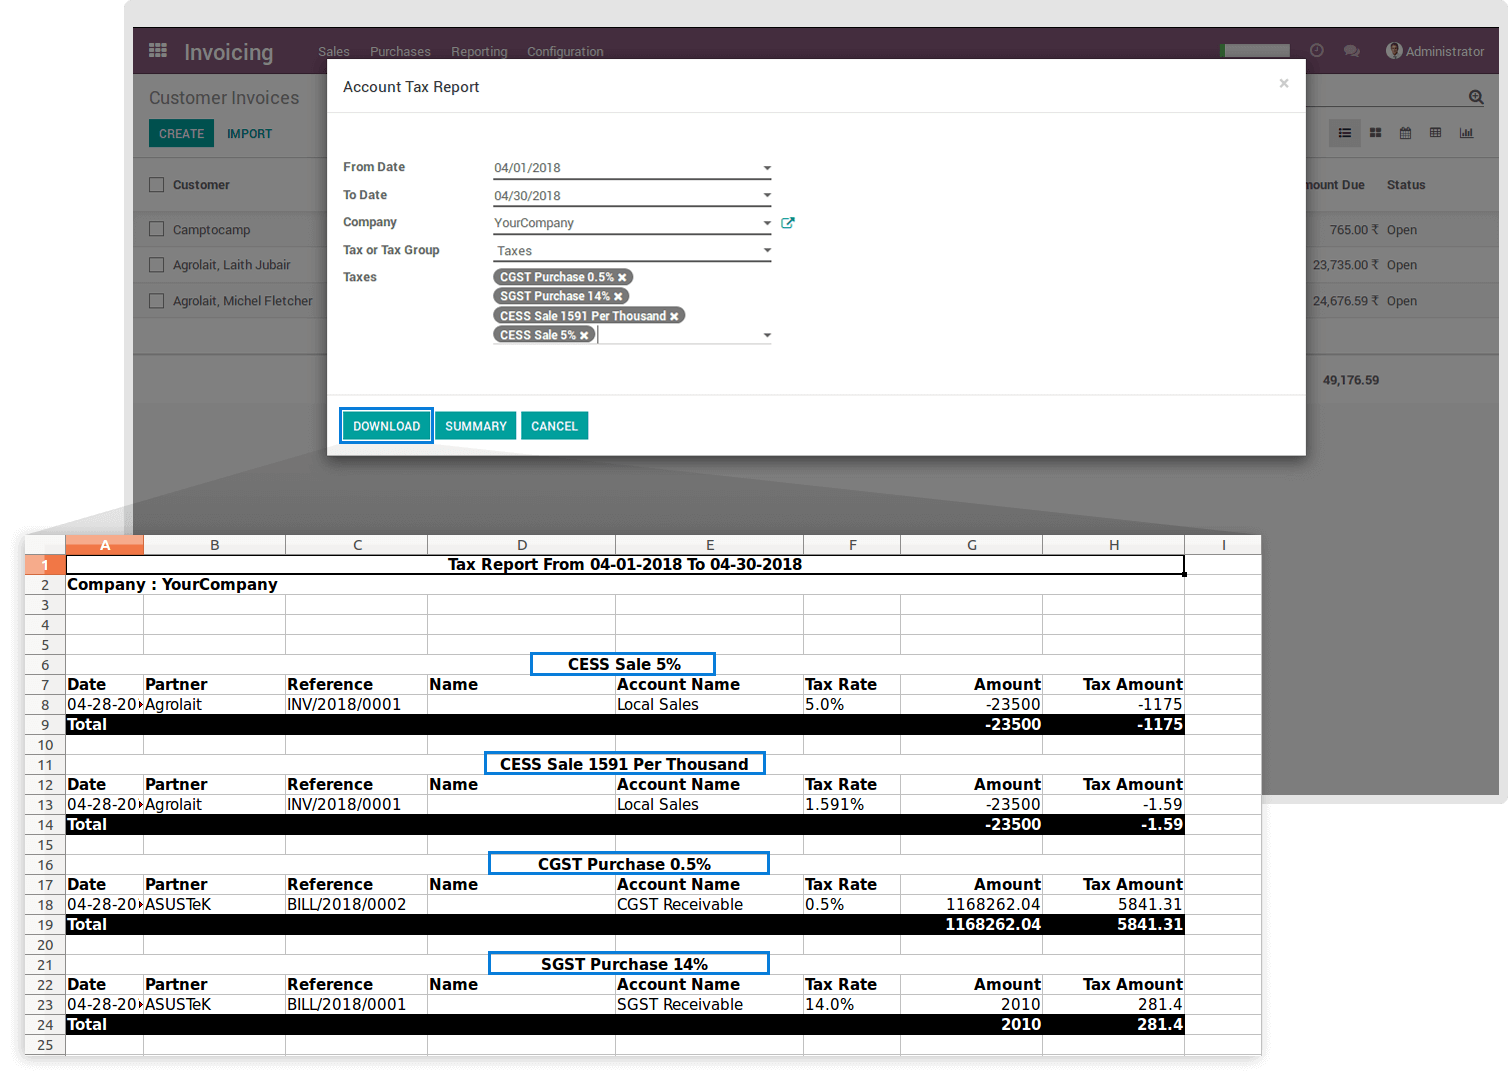 Invoicing Sales Purchases Reporting Configuration Administrator
Customer Invoices
CREATE IMPORT
Customer
mount Due Status
Camptocamp
765.00 ₹ Open
Agrolait, Laith Jubair
23,735.00 ₹ Open
Agrolait, Michel Fletcher
24,676.59 ₹ Open
49,176.59
Account Tax Report ×
From Date 04/01/2018
To Date 04/30/2018
Company YourCompany
Tax or Tax Group Taxes
Taxes CGST Purchase 0.5% ×
SGST Purchase 14% ×
CESS Sale 1591 Per Thousand ×
CESS Sale 5% ×
DOWNLOAD SUMMARY CANCEL
A B C D E F G H I
1 Tax Report From 04-01-2018 To 04-30-2018
2 Company : YourCompany
3
4
5
6 CESS Sale 5%
7 Date Partner Reference Name Account Name Tax Rate Amount Tax Amount
8 04-28-20 Agrolait INV/2018/0001 Local Sales 5.0% -23500 -1175
9 Total -23500 -1175
10
11 CESS Sale 1591 Per Thousand
12 Date Partner Reference Name Account Name Tax Rate Amount Tax Amount
13 04-28-20 Agrolait INV/2018/0001 Local Sales 1.591% -23500 -1.59
14 Total -23500 -1.59
15
16 CGST Purchase 0.5%
17 Date Partner Reference Name Account Name Tax Rate Amount Tax Amount
18 04-28-20 ASUSTeK BILL/2018/0002 CGST Receivable 0.5% 1168262.04 5841.31
19 Total 1168262.04 5841.31
20
21 SGST Purchase 14%
22 Date Partner Reference Name Account Name Tax Rate Amount Tax Amount
23 04-28-20 ASUSTeK BILL/2018/0001 SGST Receivable 14.0% 2010 281.4
24 Total 2010 281.4
25